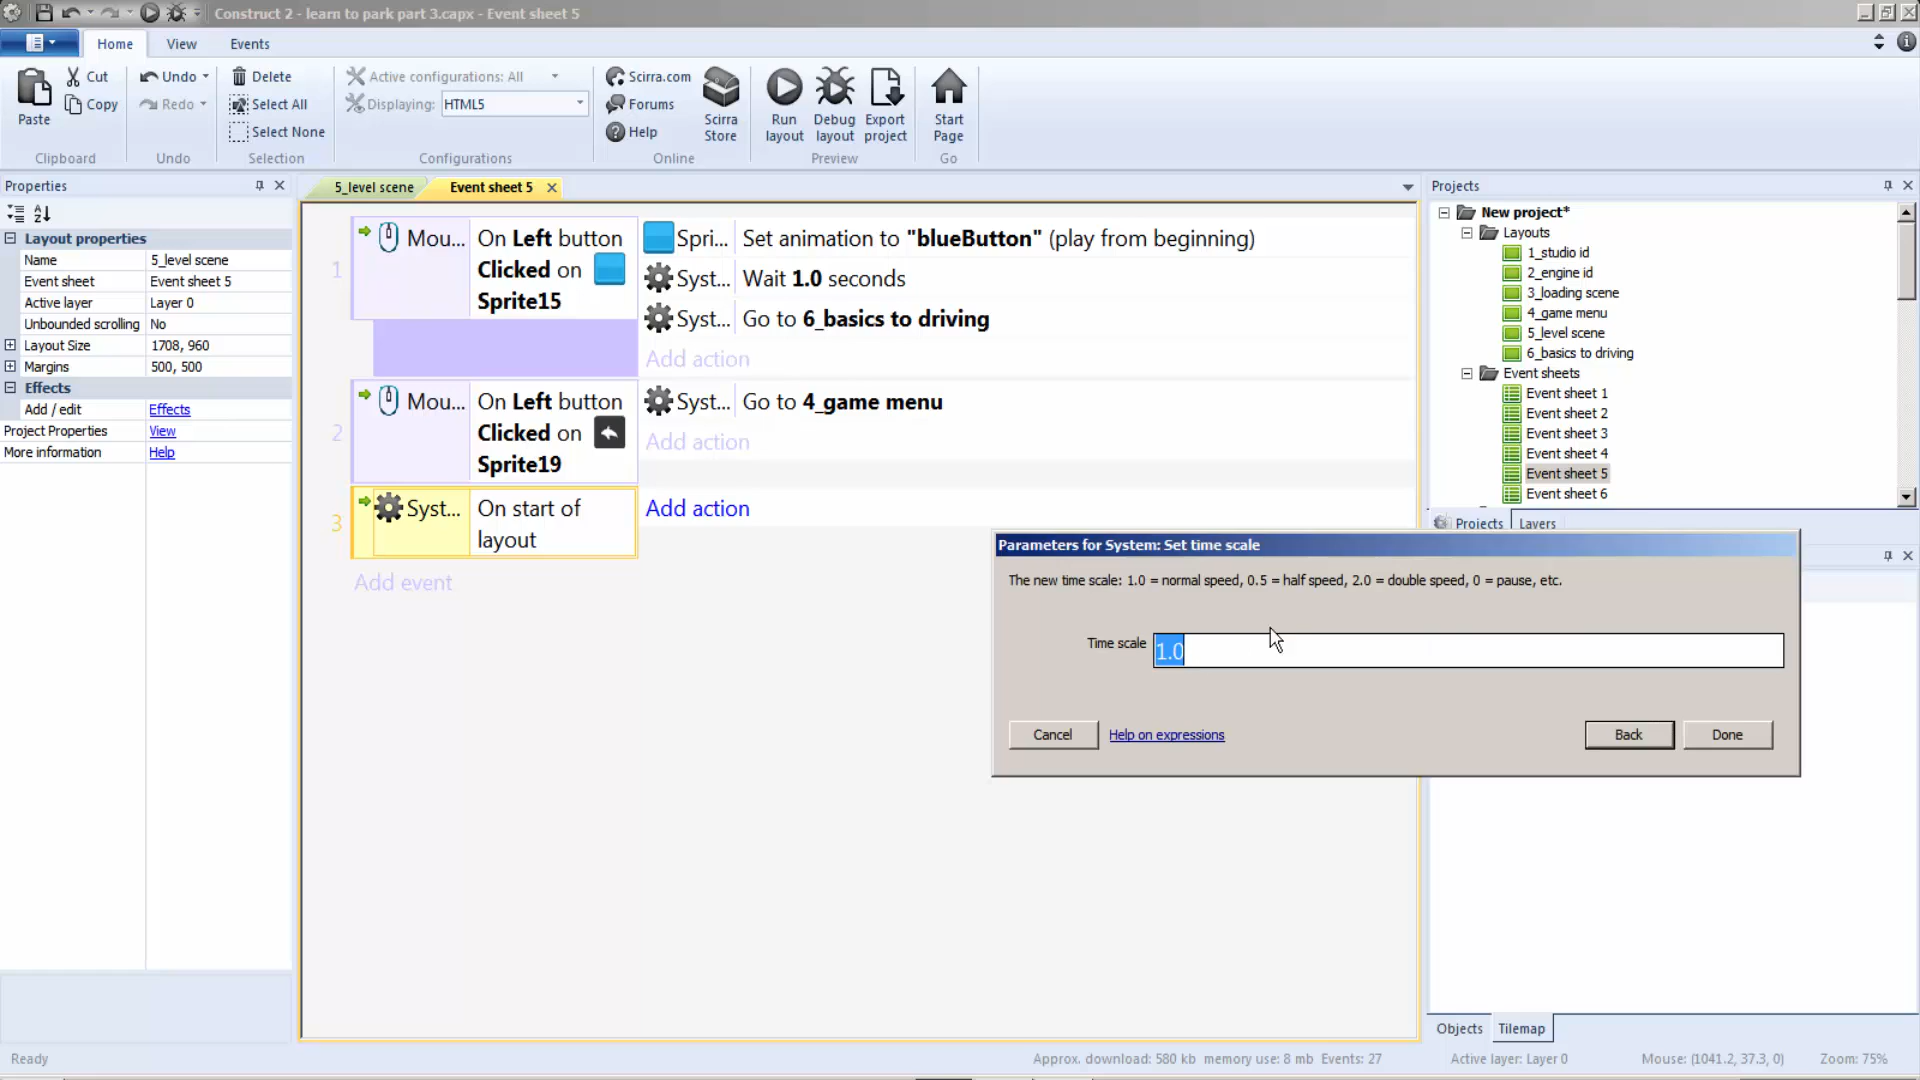 Construct 2 - learn to park part 3.capx - Event sheet 5
Home View Events
Paste
Cut
Copy
Clipboard
Undo
Redo
Undo
Delete
Select All
Select None
Selection
Active configurations: All
Displaying: HTML5
Configurations
Scirra.com
Forums
Help
Scirra Store
Online
Run layout
Debug layout
Export project
Preview
Start Page
Go
Properties
Layout properties
Name 5_level scene
Event sheet Event sheet 5
Active layer Layer 0
Unbounded scrolling No
Layout Size 1708, 960
Margins 500, 500
Effects
Add / edit Effects
Project Properties View
More information Help
5_level scene Event sheet 5
1
Mou...
On Left button
Clicked on
Sprite15
Spri... Set animation to "blueButton" (play from beginning)
Syst... Wait 1.0 seconds
Syst... Go to 6_basics to driving
Add action
2
Mou...
On Left button
Clicked on
Sprite19
Syst... Go to 4_game menu
Add action
3
Syst...
On start of
layout
Add action
Add event
Parameters for System: Set time scale
The new time scale: 1.0 = normal speed, 0.5 = half speed, 2.0 = double speed, 0 = pause, etc.
Time scale 1.0
Cancel Help on expressions Back Done
Projects
New project*
Layouts
1_studio id
2_engine id
3_loading scene
4_game menu
5_level scene
6_basics to driving
Event sheets
Event sheet 1
Event sheet 2
Event sheet 3
Event sheet 4
Event sheet 5
Event sheet 6
Projects Layers
Objects Tilemap
Ready
Approx. download: 580 kb memory use: 8 mb Events: 27
Active layer: Layer 0
Mouse: (1041.2, 37.3, 0)
Zoom: 75%